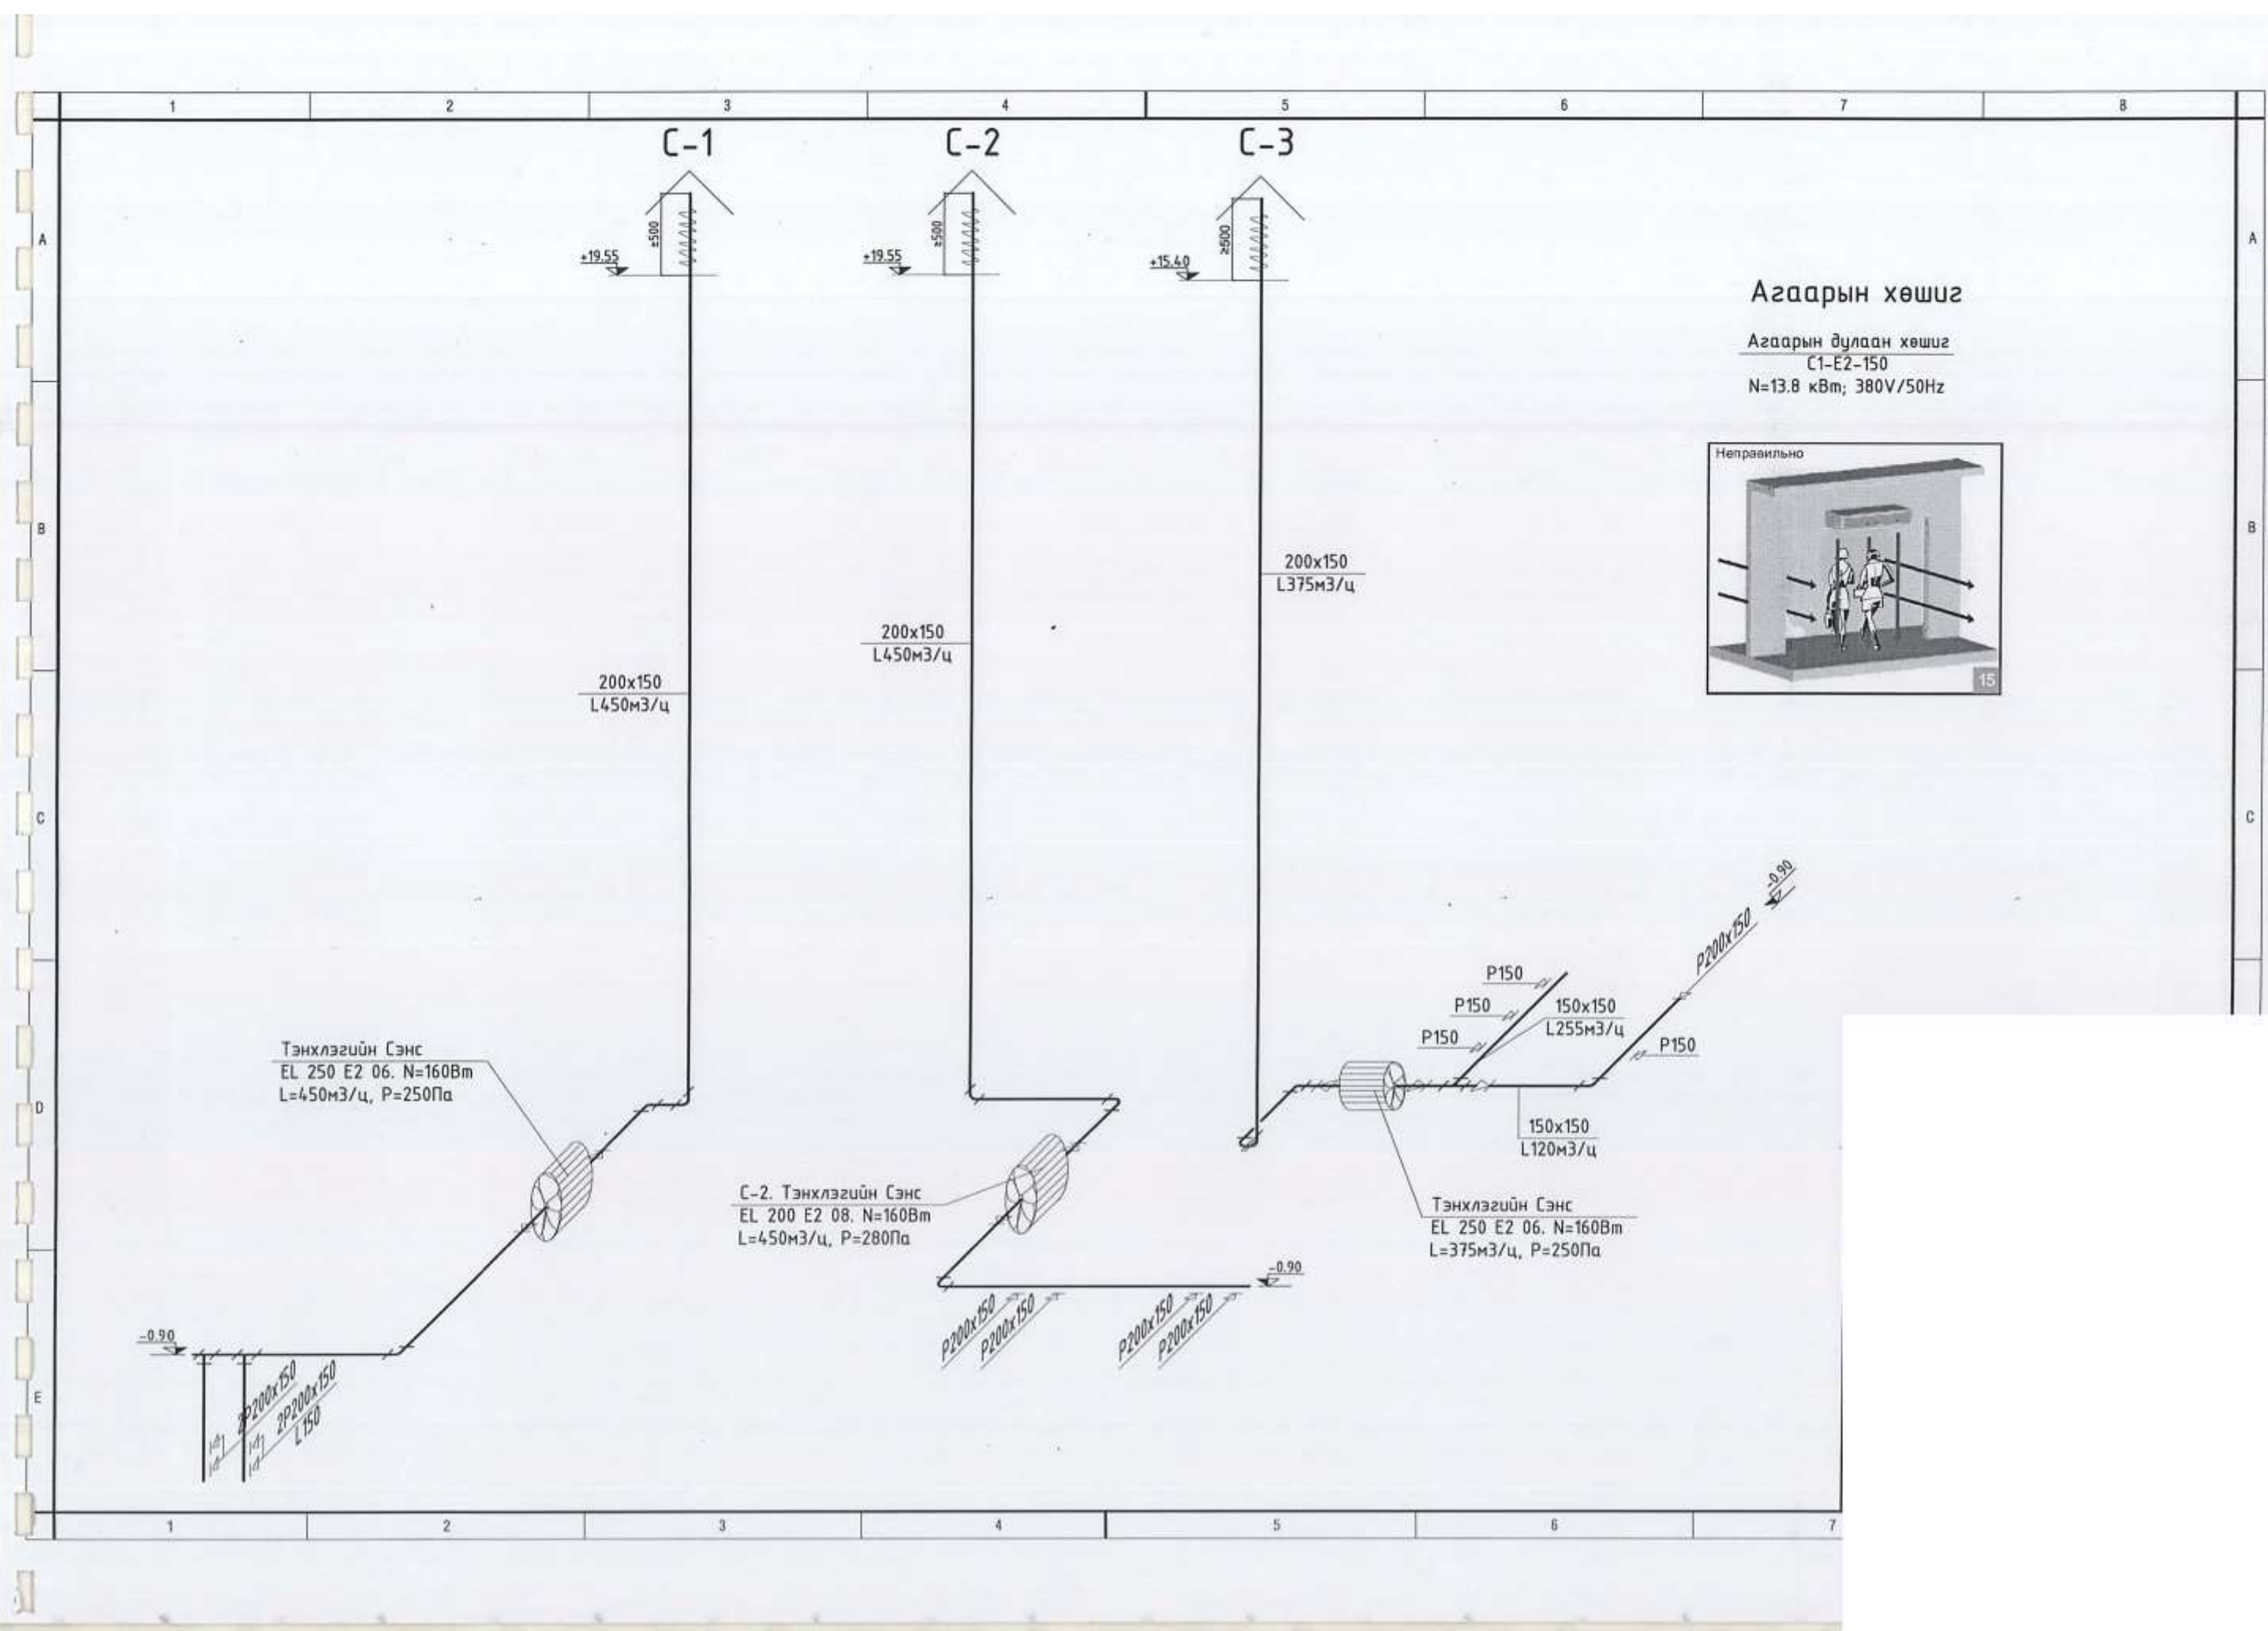 1 2 3 4 5 6 7 8
С-1
С-2
С-3
A
A
≥500
≥500
≥500
+19.55
+19.55
+15.40
Агаарын хөшиг
Агаарын дулаан хөшиг
С1-Е2-150
N=13.8 кВт; 380V/50Hz
Неправильно
15
B
B
200x150
L375м3/ц
200x150
L450м3/ц
200x150
L450м3/ц
C
C
-0.90
P200x150
P150
P150
P150
150x150
L255м3/ц
P150
150x150
L120м3/ц
Тэнхлэгийн Сэнс
EL 250 E2 06. N=160Вт
L=450м3/ц, P=250Па
D
С-2. Тэнхлэгийн Сэнс
EL 200 E2 08. N=160Вт
L=450м3/ц, P=280Па
Тэнхлэгийн Сэнс
EL 250 E2 06. N=160Вт
L=375м3/ц, P=250Па
-0.90
P200x150
P200x150
P200x150
P200x150
-0.90
2P200x150
2P200x150
L150
E
1 2 3 4 5 6 7